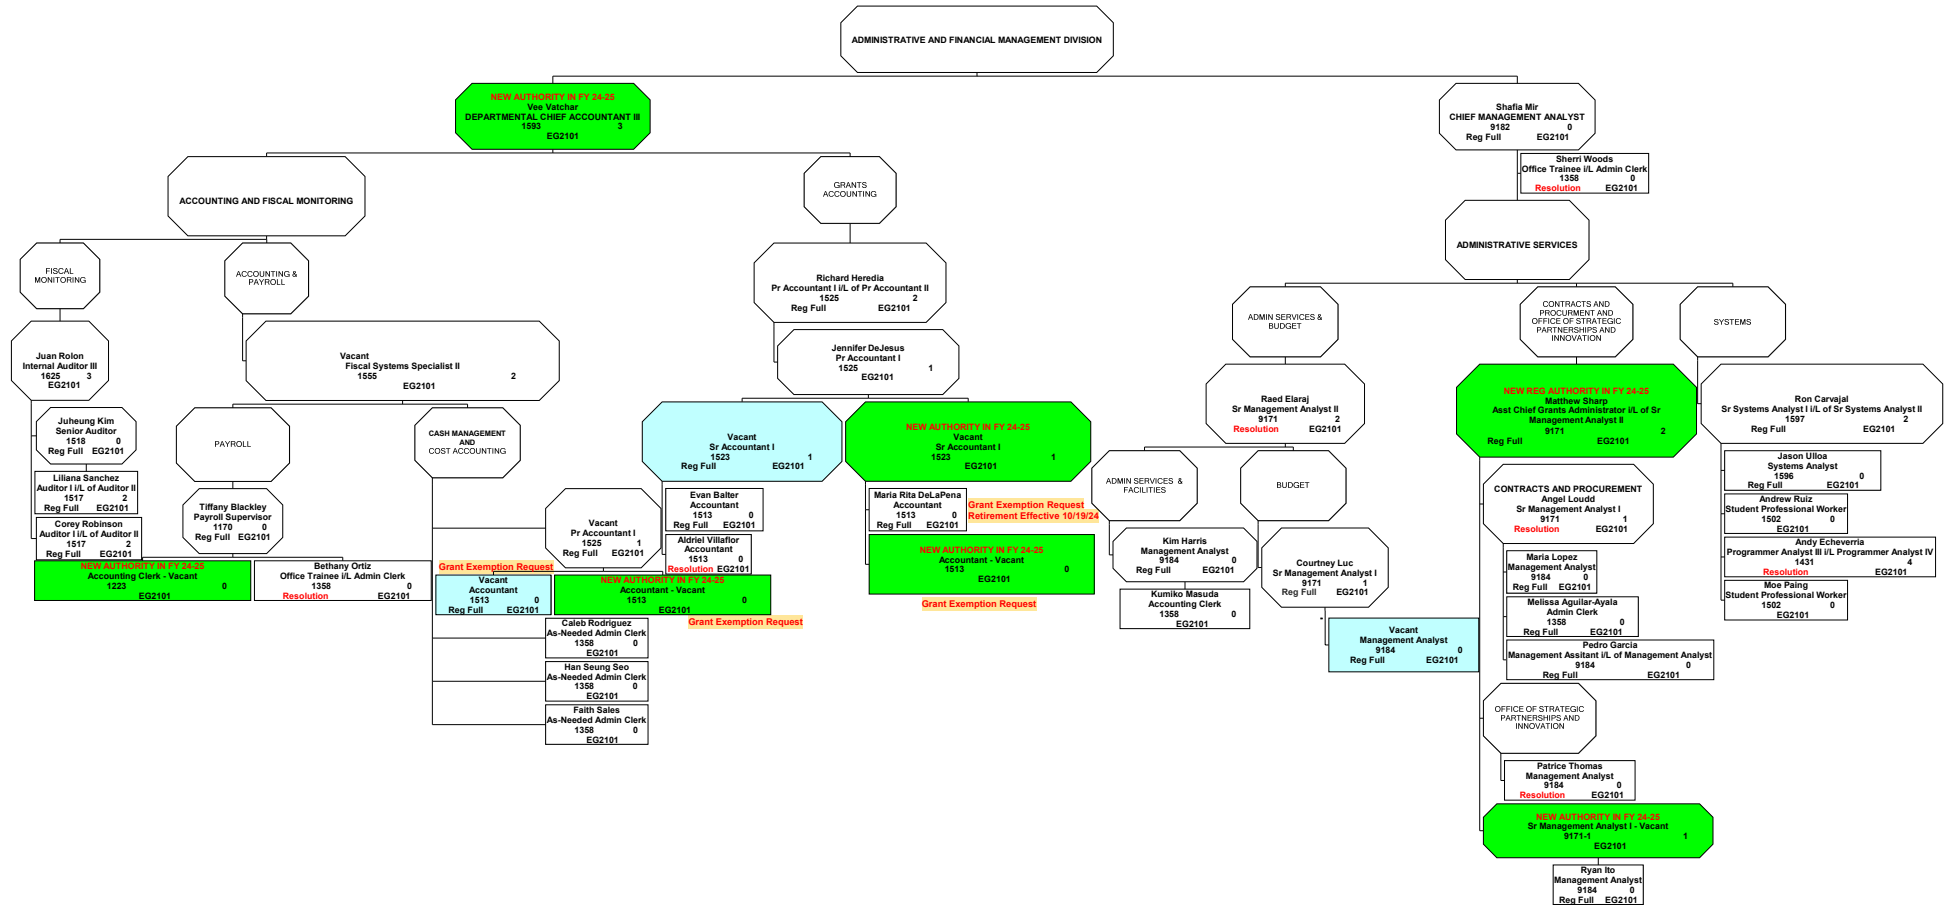 ADMINISTRATIVE AND FINANCIAL MANAGEMENT DIVISION
NEW AUTHORITY IN FY 24-25
Vee Vatchar
DEPARTMENTAL CHIEF ACCOUNTANT III
1593 3
EG2101
Shafia Mir
CHIEF MANAGEMENT ANALYST
9182 0
Reg Full EG2101
Sherri Woods
Office Trainee i/L Admin Clerk
1358 0
Resolution EG2101
ACCOUNTING AND FISCAL MONITORING
GRANTS
ACCOUNTING
ADMINISTRATIVE SERVICES
FISCAL
MONITORING
ACCOUNTING &
PAYROLL
Richard Heredia
Pr Accountant I i/L of Pr Accountant II
1525 2
Reg Full EG2101
ADMIN SERVICES &
BUDGET
CONTRACTS AND
PROCURMENT AND
OFFICE OF STRATEGIC
PARTNERSHIPS AND
INNOVATION
SYSTEMS
Juan Rolon
Internal Auditor III
1625 3
EG2101
Vacant
Fiscal Systems Specialist II
1555 2
EG2101
Jennifer DeJesus
Pr Accountant I
1525 1
EG2101
Raed Elaraj
Sr Management Analyst II
9171 2
Resolution EG2101
NEW REG AUTHORITY IN FY 24-25
Matthew Sharp
Asst Chief Grants Administrator i/L of Sr
Management Analyst II
9171 2
Reg Full EG2101
Ron Carvajal
Sr Systems Analyst I i/L of Sr Systems Analyst II
1597 2
Reg Full EG2101
Juheung Kim
Senior Auditor
1518 0
Reg Full EG2101
Liliana Sanchez
Auditor I i/L of Auditor II
1517 2
Reg Full EG2101
Corey Robinson
Auditor I i/L of Auditor II
1517 2
Reg Full EG2101
PAYROLL
CASH MANAGEMENT
AND
COST ACCOUNTING
Tiffany Blackley
Payroll Supervisor
1170 0
Reg Full EG2101
NEW AUTHORITY IN FY 24-25
Accounting Clerk - Vacant
1223 0
EG2101
Bethany Ortiz
Office Trainee i/L Admin Clerk
1358 0
Resolution EG2101
Vacant
Pr Accountant I
1525 1
Reg Full EG2101
Grant Exemption Request
Vacant
Accountant
1513 0
Reg Full EG2101
NEW AUTHORITY IN FY 24-25
Accountant - Vacant
1513 0
EG2101
Grant Exemption Request
Caleb Rodriguez
As-Needed Admin Clerk
1358 0
EG2101
Han Seung Seo
As-Needed Admin Clerk
1358 0
EG2101
Faith Sales
As-Needed Admin Clerk
1358 0
EG2101
Vacant
Sr Accountant I
1523 1
Reg Full EG2101
Evan Balter
Accountant
1513 0
Reg Full EG2101
Aldriel Villaflor
Accountant
1513 0
Resolution EG2101
NEW AUTHORITY IN FY 24-25
Vacant
Sr Accountant I
1523 1
EG2101
Maria Rita DeLaPena
Accountant
1513 0
Reg Full EG2101
Grant Exemption Request
Retirement Effective 10/19/24
NEW AUTHORITY IN FY 24-25
Accountant - Vacant
1513 0
EG2101
Grant Exemption Request
ADMIN SERVICES &
FACILITIES
BUDGET
Kim Harris
Management Analyst
9184 0
Reg Full EG2101
Kumiko Masuda
Accounting Clerk
1358 0
EG2101
Courtney Luc
Sr Management Analyst I
9171 1
Reg Full EG2101
Vacant
Management Analyst
9184 0
Reg Full EG2101
CONTRACTS AND PROCUREMENT
Angel Loudd
Sr Management Analyst I
9171 1
Resolution EG2101
Maria Lopez
Management Analyst
9184 0
Reg Full EG2101
Melissa Aguilar-Ayala
Admin Clerk
1358 0
Reg Full EG2101
Pedro Garcia
Management Assitant i/L of Management Analyst
9184 0
Reg Full EG2101
OFFICE OF STRATEGIC
PARTNERSHIPS AND
INNOVATION
Patrice Thomas
Management Analyst
9184 0
Resolution EG2101
NEW AUTHORITY IN FY 24-25
Sr Management Analyst I - Vacant
9171-1 1
EG2101
Ryan Ito
Management Analyst
9184 0
Reg Full EG2101
Jason Ulloa
Systems Analyst
1596 0
Reg Full EG2101
Andrew Ruiz
Student Professional Worker
1502 0
EG2101
Andy Echeverria
Programmer Analyst III i/L Programmer Analyst IV
1431 4
Resolution EG2101
Moe Paing
Student Professional Worker
1502 0
EG2101